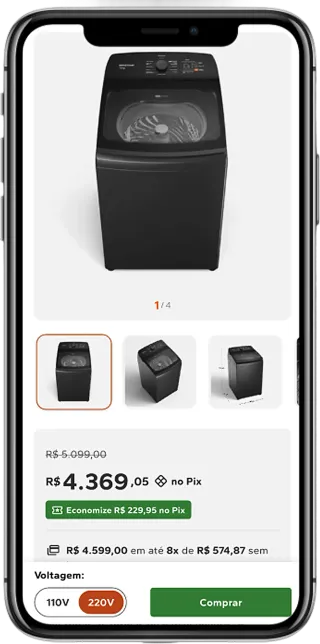 1 / 4
R$ 5.099,00
R$ 4.369,05 no Pix
Economize R$ 229,95 no Pix
R$ 4.599,00 em até 8x de R$ 574,87 sem
Voltagem:
110V 220V Comprar